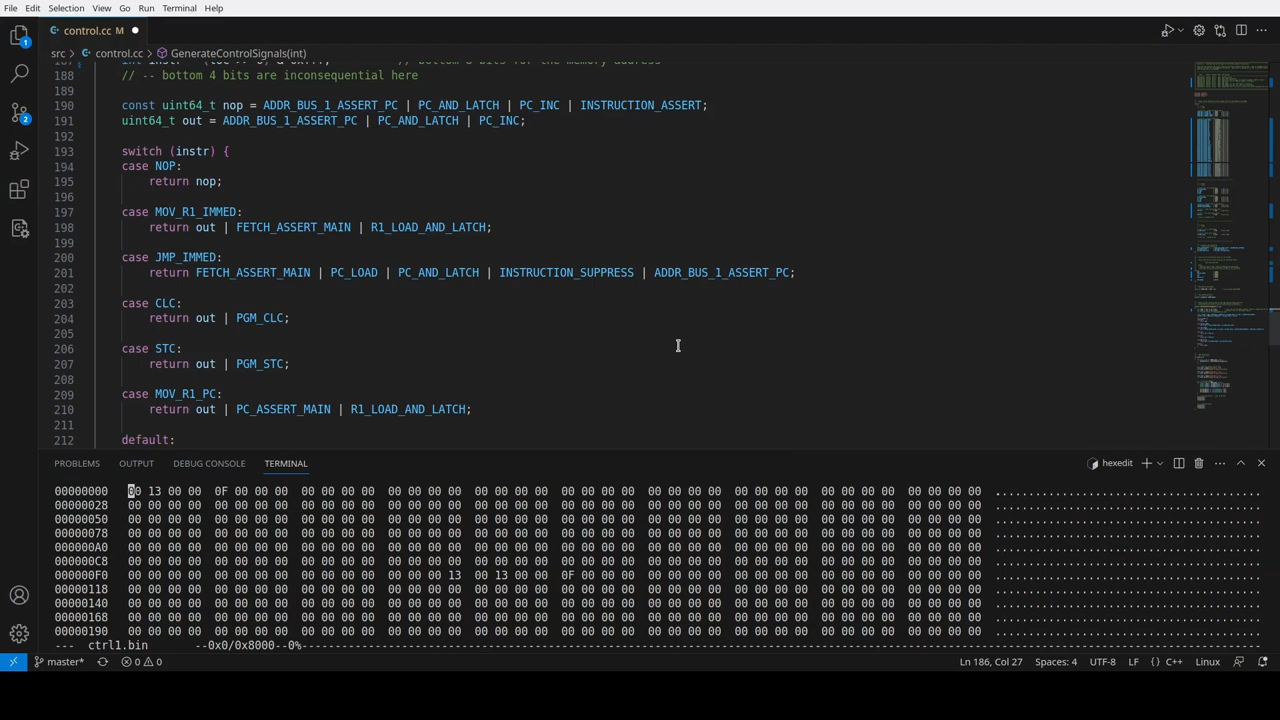 File Edit Selection View Go Run Terminal Help
control.cc M
src > control.cc > GenerateControlSignals(int)
188 // -- bottom 4 bits are inconsequential here
189
190 const uint64_t nop = ADDR_BUS_1_ASSERT_PC | PC_AND_LATCH | PC_INC | INSTRUCTION_ASSERT;
191 uint64_t out = ADDR_BUS_1_ASSERT_PC | PC_AND_LATCH | PC_INC;
192
193 switch (instr) {
194 case NOP:
195 return nop;
196
197 case MOV_R1_IMMED:
198 return out | FETCH_ASSERT_MAIN | R1_LOAD_AND_LATCH;
199
200 case JMP_IMMED:
201 return FETCH_ASSERT_MAIN | PC_LOAD | PC_AND_LATCH | INSTRUCTION_SUPPRESS | ADDR_BUS_1_ASSERT_PC;
202
203 case CLC:
204 return out | PGM_CLC;
205
206 case STC:
207 return out | PGM_STC;
208
209 case MOV_R1_PC:
210 return out | PC_ASSERT_MAIN | R1_LOAD_AND_LATCH;
211
212 default:
PROBLEMS OUTPUT DEBUG CONSOLE TERMINAL hexedit
00000000 00 13 00 00 0F 00 00 00 00 00 00 00 00 00 00 00 00 00 00 00 00 00 00 00 00 00 00 00 00 00 00 00 00 00 00 00 00 00 00 00 ........................................
00000028 00 00 00 00 00 00 00 00 00 00 00 00 00 00 00 00 00 00 00 00 00 00 00 00 00 00 00 00 00 00 00 00 00 00 00 00 00 00 00 00 ........................................
00000050 00 00 00 00 00 00 00 00 00 00 00 00 00 00 00 00 00 00 00 00 00 00 00 00 00 00 00 00 00 00 00 00 00 00 00 00 00 00 00 00 ........................................
00000078 00 00 00 00 00 00 00 00 00 00 00 00 00 00 00 00 00 00 00 00 00 00 00 00 00 00 00 00 00 00 00 00 00 00 00 00 00 00 00 00 ........................................
000000A0 00 00 00 00 00 00 00 00 00 00 00 00 00 00 00 00 00 00 00 00 00 00 00 00 00 00 00 00 00 00 00 00 00 00 00 00 00 00 00 00 ........................................
000000C8 00 00 00 00 00 00 00 00 00 00 00 00 00 00 00 00 00 00 00 00 00 00 00 00 00 00 00 00 00 00 00 00 00 00 00 00 00 00 00 00 ........................................
000000F0 00 00 00 00 00 00 00 00 00 00 00 00 00 00 00 13 00 13 00 00 0F 00 00 00 00 00 00 00 00 00 00 00 00 00 00 00 00 00 00 00 ........................................
00000118 00 00 00 00 00 00 00 00 00 00 00 00 00 00 00 00 00 00 00 00 00 00 00 00 00 00 00 00 00 00 00 00 00 00 00 00 00 00 00 00 ........................................
00000140 00 00 00 00 00 00 00 00 00 00 00 00 00 00 00 00 00 00 00 00 00 00 00 00 00 00 00 00 00 00 00 00 00 00 00 00 00 00 00 00 ........................................
00000168 00 00 00 00 00 00 00 00 00 00 00 00 00 00 00 00 00 00 00 00 00 00 00 00 00 00 00 00 00 00 00 00 00 00 00 00 00 00 00 00 ........................................
00000190 00 00 00 00 00 00 00 00 00 00 00 00 00 00 00 00 00 00 00 00 00 00 00 00 00 00 00 00 00 00 00 00 00 00 00 00 00 00 00 00 ........................................
--- ctrl1.bin --0x0/0x8000--0%--------------------
master* 0 0 Ln 186, Col 27 Spaces: 4 UTF-8 LF {} C++ Linux